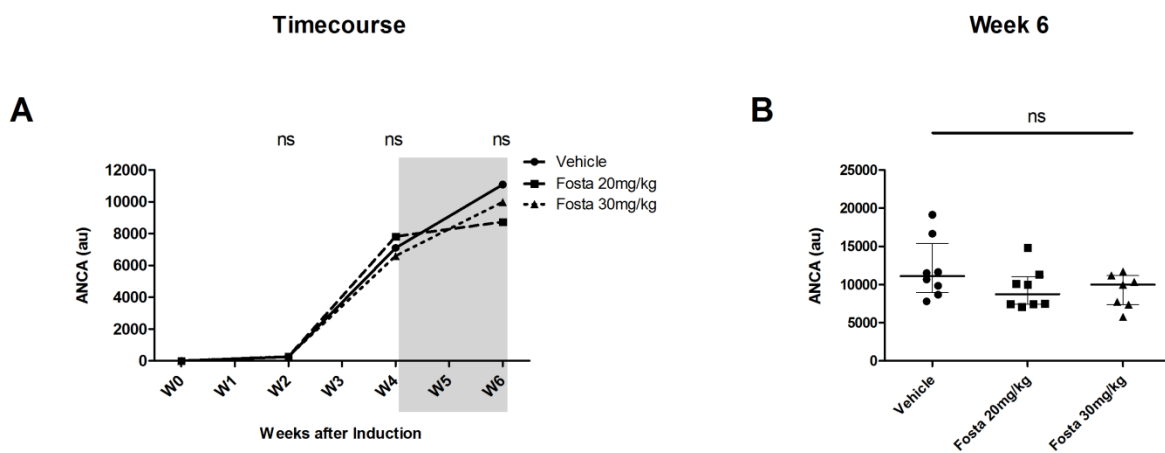 Timecourse
Week 6
A
B
ns ns ns
ns
Vehicle
Fosta 20mg/kg
Fosta 30mg/kg
ANCA (au)
12000
10000
8000
6000
4000
2000
0
W0 W1 W2 W3 W4 W5 W6
Weeks after Induction
ANCA (au)
25000
20000
15000
10000
5000
0
Vehicle
Fosta 20mg/kg
Fosta 30mg/kg